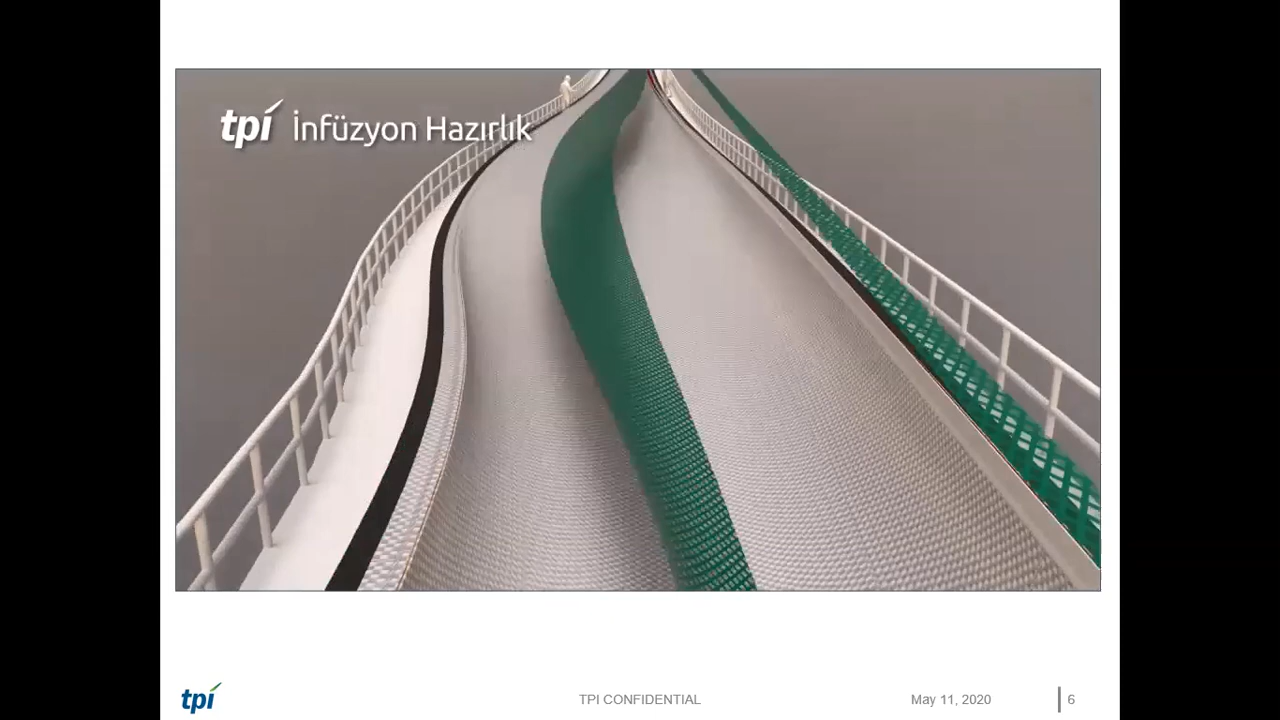 tpi İnfüzyon Hazırlık
tpi
TPI CONFIDENTIAL
May 11, 2020
6